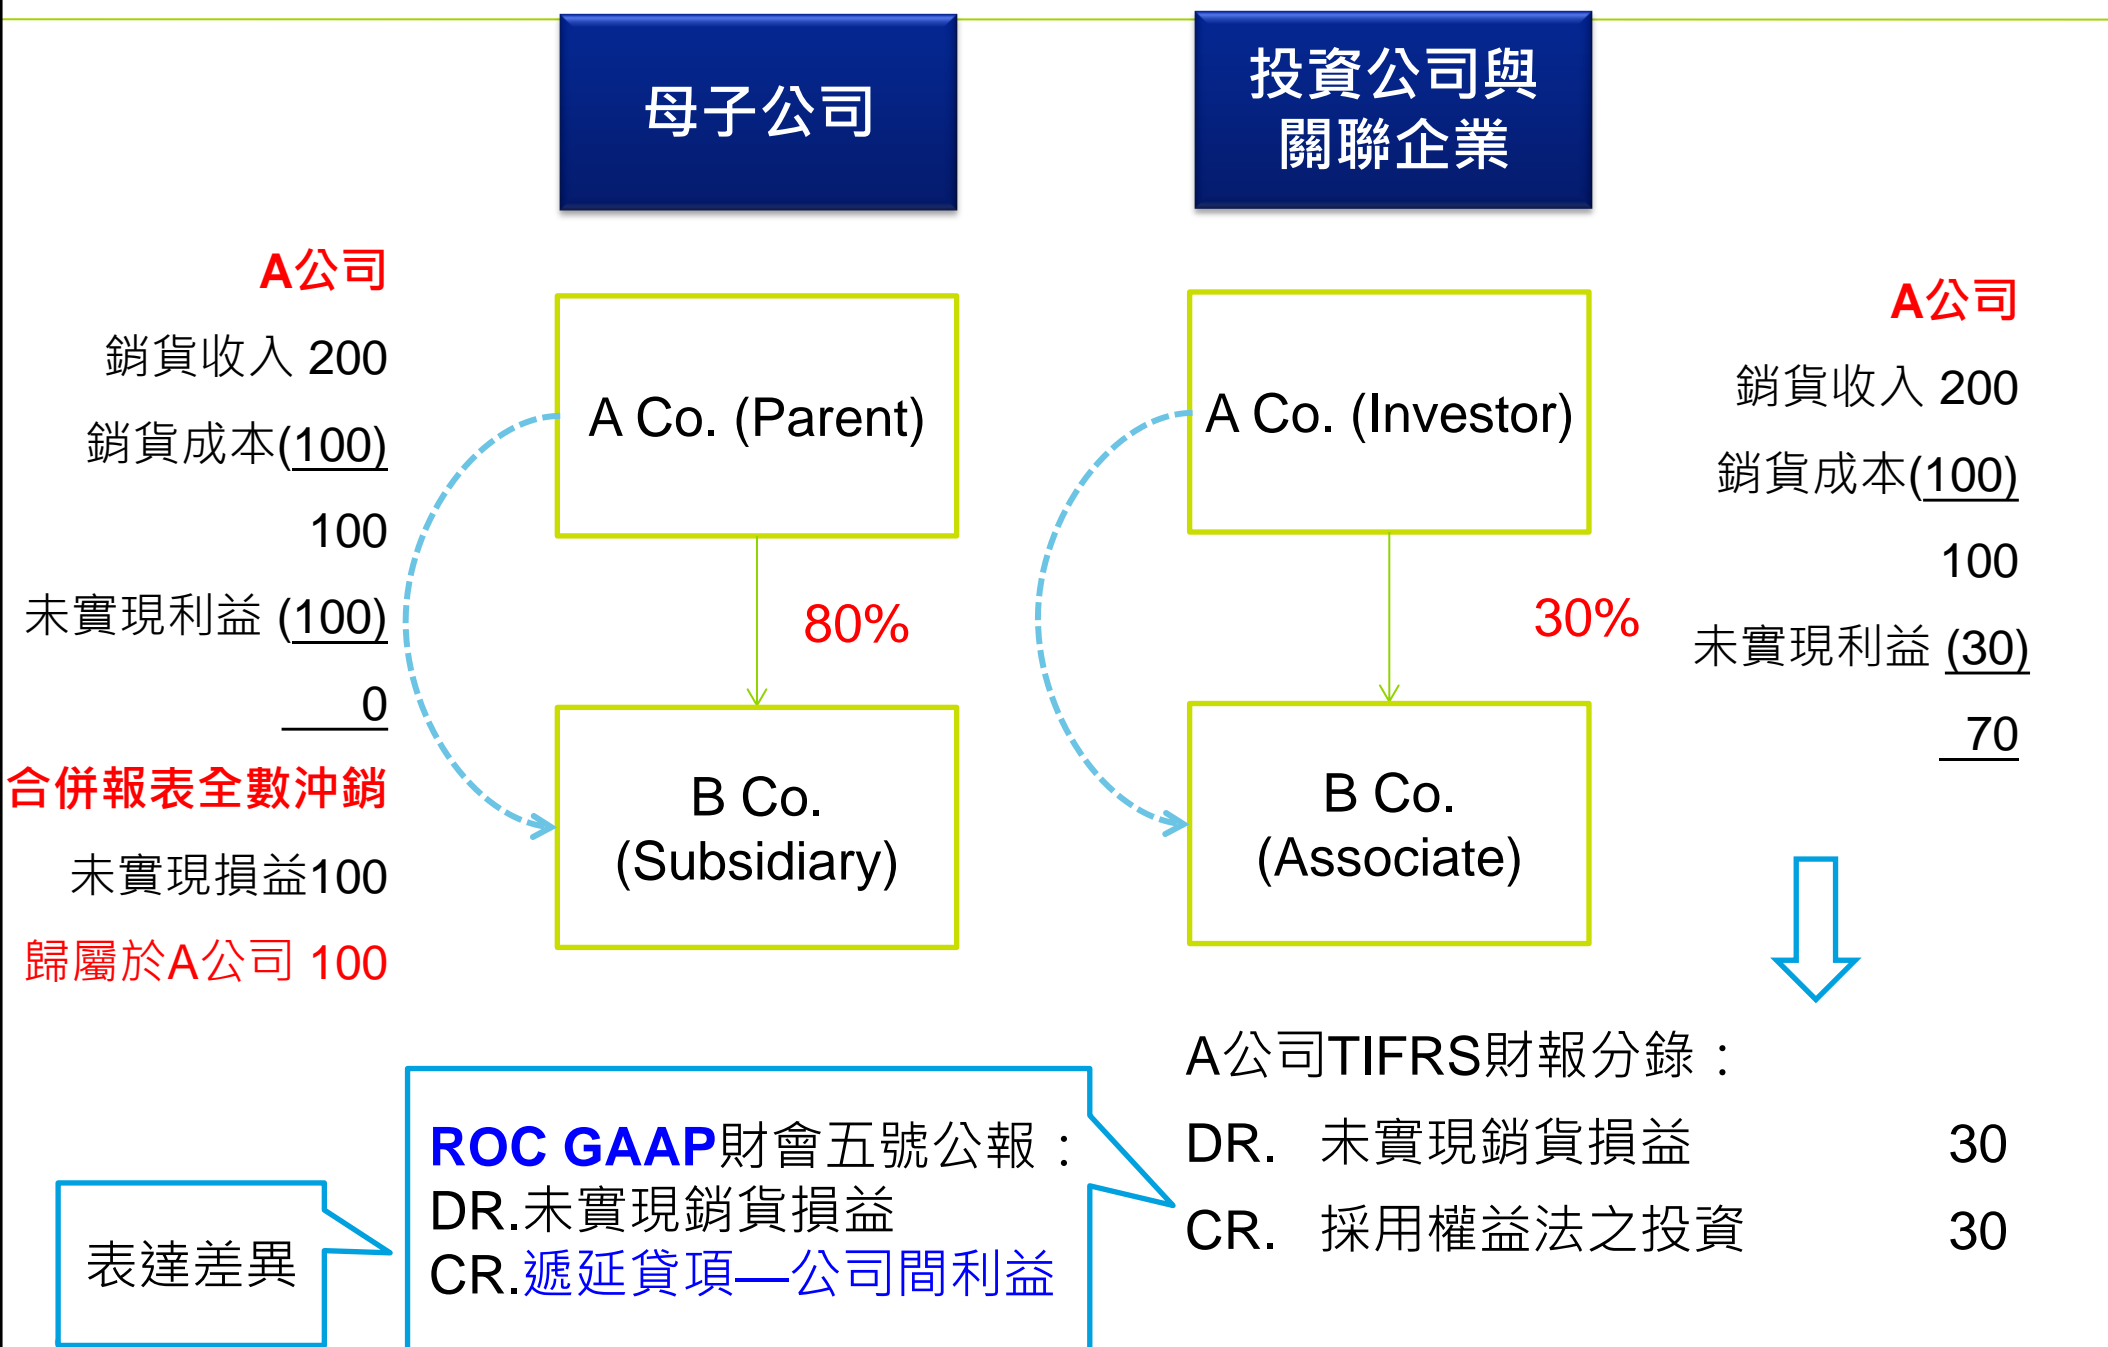 母子公司
投資公司與
關聯企業
A公司
銷貨收入 200
銷貨成本(100)
100
未實現利益 (100)
0
合併報表全數沖銷
未實現損益100
歸屬於A公司 100
A Co. (Parent)
80%
B Co.
(Subsidiary)
A Co. (Investor)
30%
B Co.
(Associate)
A公司
銷貨收入 200
銷貨成本(100)
100
未實現利益 (30)
70
A公司TIFRS財報分錄：
DR. 未實現銷貨損益 30
CR. 採用權益法之投資 30
ROC GAAP財會五號公報：
DR.未實現銷貨損益
CR.遞延貸項—公司間利益
表達差異